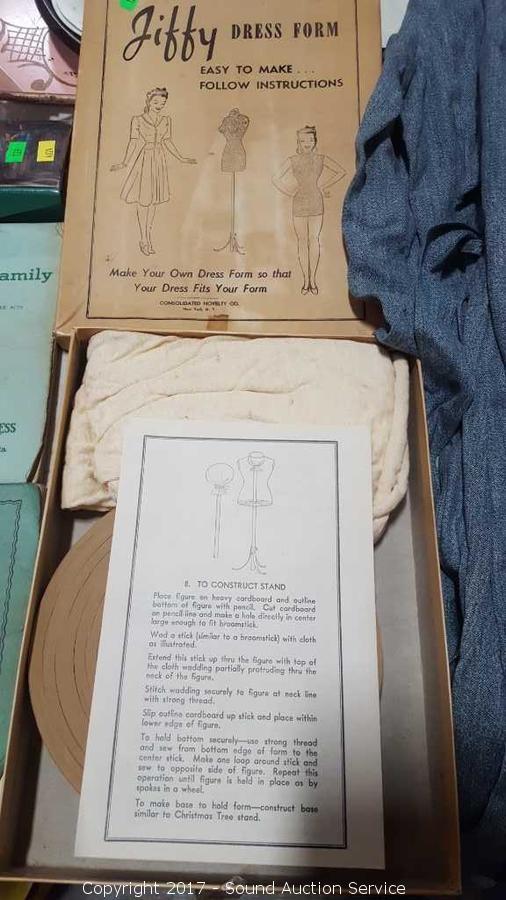 Jiffy DRESS FORM
EASY TO MAKE . . .
FOLLOW INSTRUCTIONS
Make Your Own Dress Form so that
Your Dress Fits Your Form
CONSOLIDATED NOVELTY CO.
New York, N. Y.
amily
ESS
8. TO CONSTRUCT STAND
Place figure on heavy cardboard and outline
bottom of figure with pencil. Cut cardboard
on pencil line and make a hole directly in center
large enough to fit broomstick.
Wad a stick (similar to a broomstick) with cloth
as illustrated.
Extend this stick up thru the figure with top of
the cloth wadding partially protruding thru the
neck of the figure.
Stitch wadding securely to figure at neck line
with strong thread.
Slip outline cardboard up stick and place within
lower edge of figure.
To hold bottom securely—use strong thread
and sew from bottom edge of form to the
center stick. Make one loop around stick and
sew to opposite side of figure. Repeat this
operation until figure is held in place as by
spokes in a wheel.
To make base to hold form—construct base
similar to Christmas Tree stand.
Copyright 2017 - Sound Auction Service